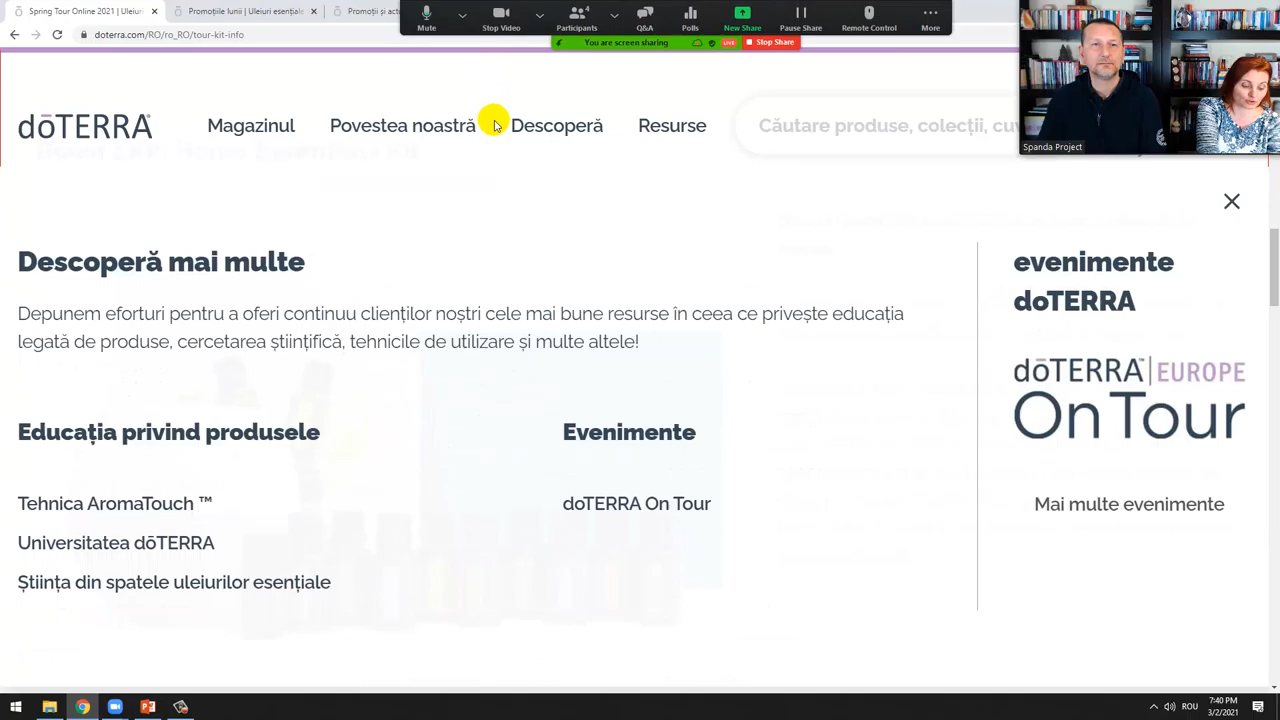 Spring Tour Online 2021 | Uleiuri
Promoțiile lunii | Uleiuri esențiale
Promoții și act
Mute
Stop Video
4
Participants
Q&A
Polls
New Share
Pause Share
Remote Control
More
doterra.com/RO/ro_RO/tour-kit-info
You are screen sharing
LIVE
Stop Share
dōTERRA
Magazinul
Povestea noastră
Descoperă
Resurse
Căutare produse, colecții, cuv
Spanda Project
Descoperă mai multe
Depunem eforturi pentru a oferi continuu clienților noștri cele mai bune resurse în ceea ce privește educația
legată de produse, cercetarea științifică, tehnicile de utilizare și multe altele!
Educația privind produsele
Tehnica AromaTouch ™
Universitatea dōTERRA
Știința din spatele uleiurilor esențiale
Evenimente
doTERRA On Tour
evenimente
doTERRA
dōTERRA™ | EUROPE
On Tour
Mai multe evenimente
ROU
7:40 PM
3/2/2021